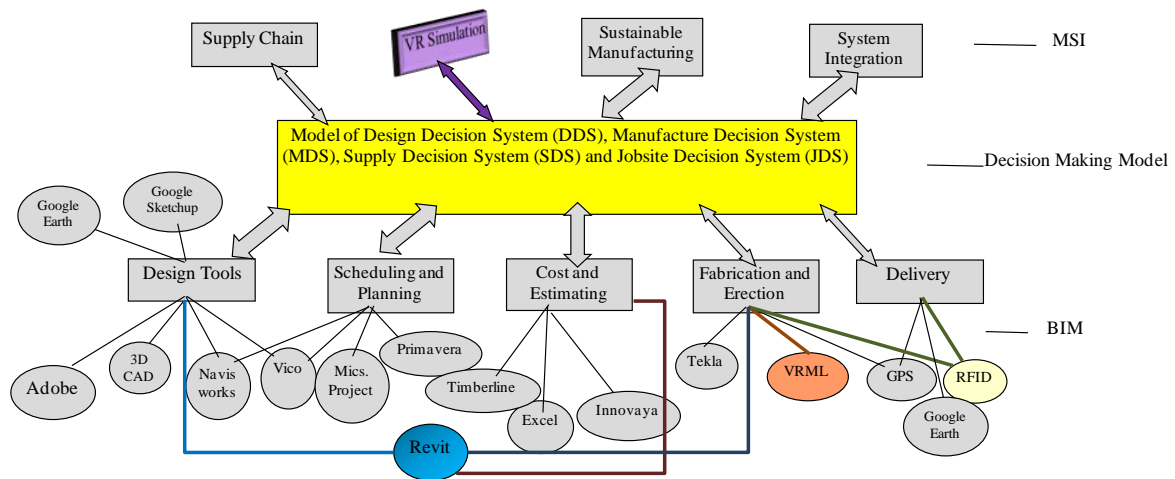 Supply Chain
VR Simulation
Sustainable
Manufacturing
System
Integration
MSI
Model of Design Decision System (DDS), Manufacture Decision System
(MDS), Supply Decision System (SDS) and Jobsite Decision System (JDS)
Decision Making Model
Google
Earth
Google
Sketchup
Design Tools
Scheduling and
Planning
Cost and
Estimating
Fabrication and
Erection
Delivery
BIM
Adobe
3D
CAD
Navis
works
Vico
Mics.
Project
Primavera
Timberline
Excel
Innovaya
Tekla
VRML
GPS
RFID
Google
Earth
Revit